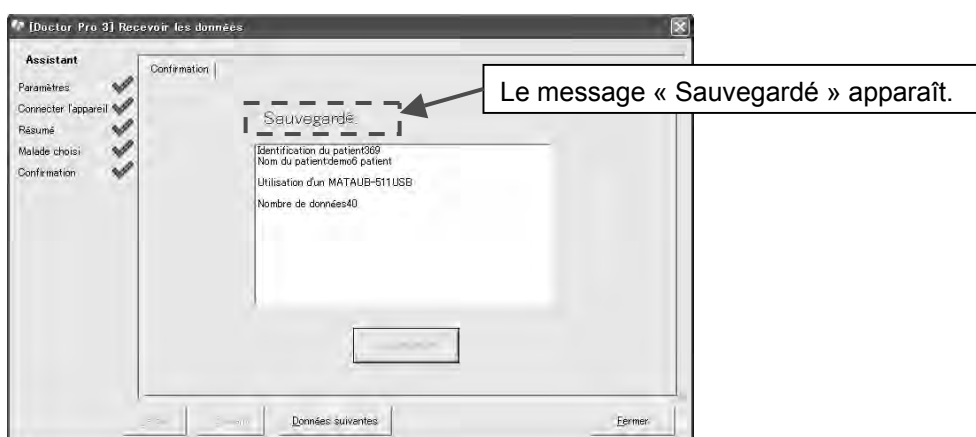 [Doctor Pro 3] Recevoir les données
Assistant
Paramètres
Connecter l'appareil
Résumé
Malade choisi
Confirmation
Confirmation
Sauvegardé
Identification du patient369
Nom du patientdemo6 patient
Utilisation d'un MATAUB-511USB
Nombre de données40
Données suivantes
Fermer
Le message « Sauvegardé » apparaît.